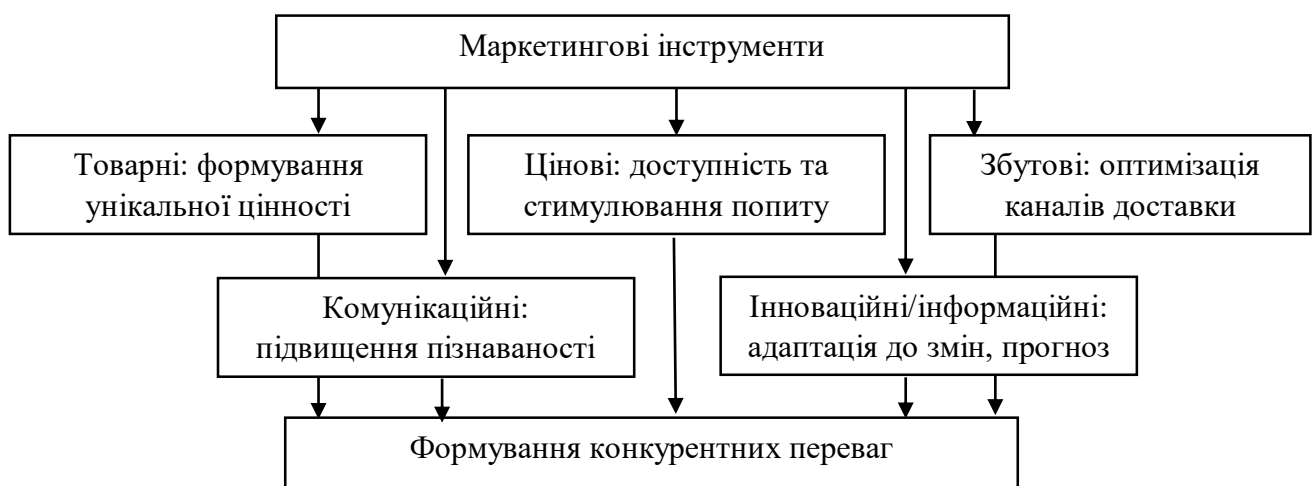 Маркетингові інструменти
Товарні: формування
унікальної цінності
Цінові: доступність та
стимулювання попиту
Збутові: оптимізація
каналів доставки
Комунікаційні:
підвищення пізнаваності
Інноваційні/інформаційні:
адаптація до змін, прогноз
Формування конкурентних переваг